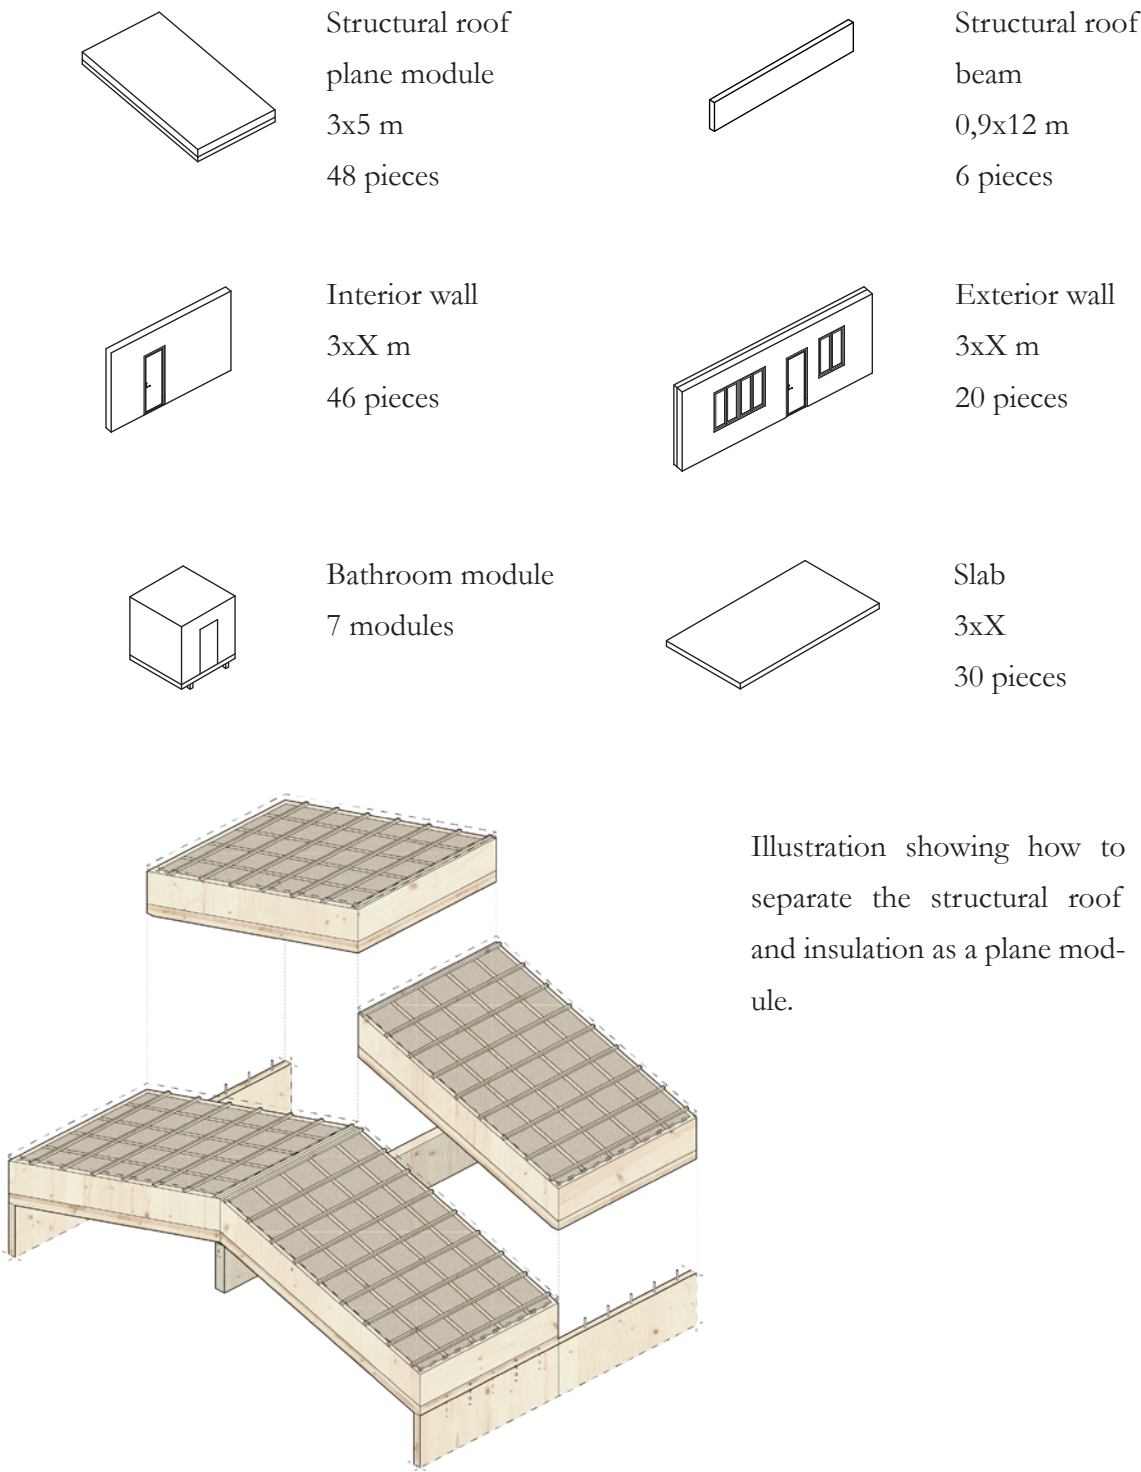 Structural roof
plane module
3x5 m
48 pieces
Structural roof
beam
0,9x12 m
6 pieces
Interior wall
3xX m
46 pieces
Exterior wall
3xX m
20 pieces
Bathroom module
7 modules
Slab
3xX
30 pieces
Illustration showing how to
separate the structural roof
and insulation as a plane mod-
ule.